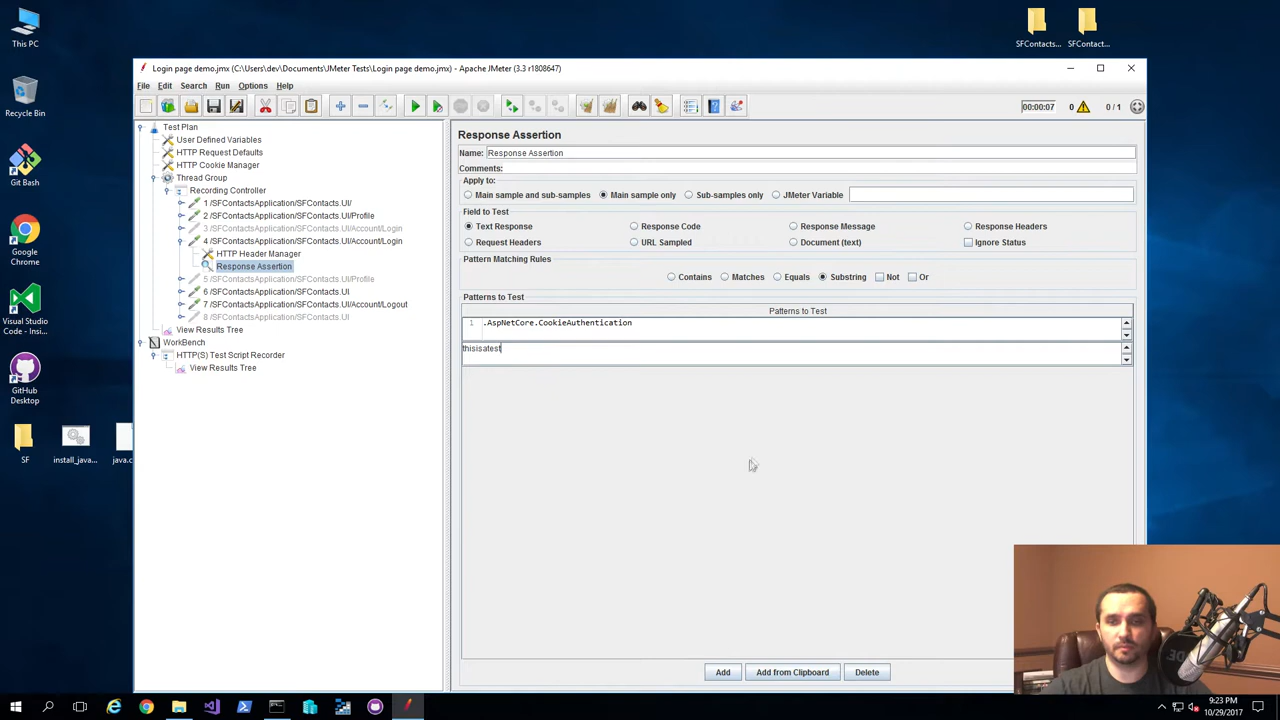 This PC
Recycle Bin
Git Bash
Google
Chrome
Visual Studio
Code - Insi...
GitHub
Desktop
SF
install_java...
java.c
SFContacts...
SFContact...
Login page demo.jmx (C:\Users\dev\Documents\JMeter Tests\Login page demo.jmx) - Apache JMeter (3.3 r1808647)
File Edit Search Run Options Help
00:00:07 0 0 / 1
Test Plan
User Defined Variables
HTTP Request Defaults
HTTP Cookie Manager
Thread Group
Recording Controller
1 /SFContactsApplication/SFContacts.UI/
2 /SFContactsApplication/SFContacts.UI/Profile
3 /SFContactsApplication/SFContacts.UI/Account/Login
4 /SFContactsApplication/SFContacts.UI/Account/Login
HTTP Header Manager
Response Assertion
5 /SFContactsApplication/SFContacts.UI/Profile
6 /SFContactsApplication/SFContacts.UI
7 /SFContactsApplication/SFContacts.UI/Account/Logout
8 /SFContactsApplication/SFContacts.UI
View Results Tree
WorkBench
HTTP(S) Test Script Recorder
View Results Tree
Response Assertion
Name: Response Assertion
Comments:
Apply to:
Main sample and sub-samples Main sample only Sub-samples only JMeter Variable
Field to Test
Text Response Response Code Response Message Response Headers
Request Headers URL Sampled Document (text) Ignore Status
Pattern Matching Rules
Contains Matches Equals Substring Not Or
Patterns to Test
Patterns to Test
1 .AspNetCore.CookieAuthentication
thisisatest
Add Add from Clipboard Delete
9:23 PM
10/29/2017